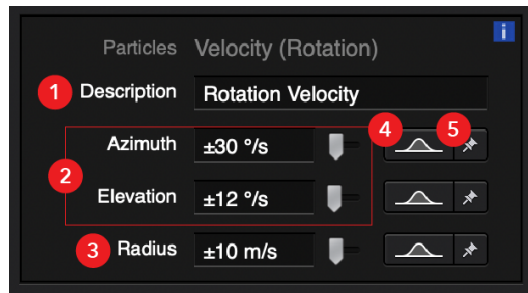 i
Particles Velocity (Rotation)
1 Description Rotation Velocity
4 5
Azimuth ±30 °/s
2
Elevation ±12 °/s
3 Radius ±10 m/s